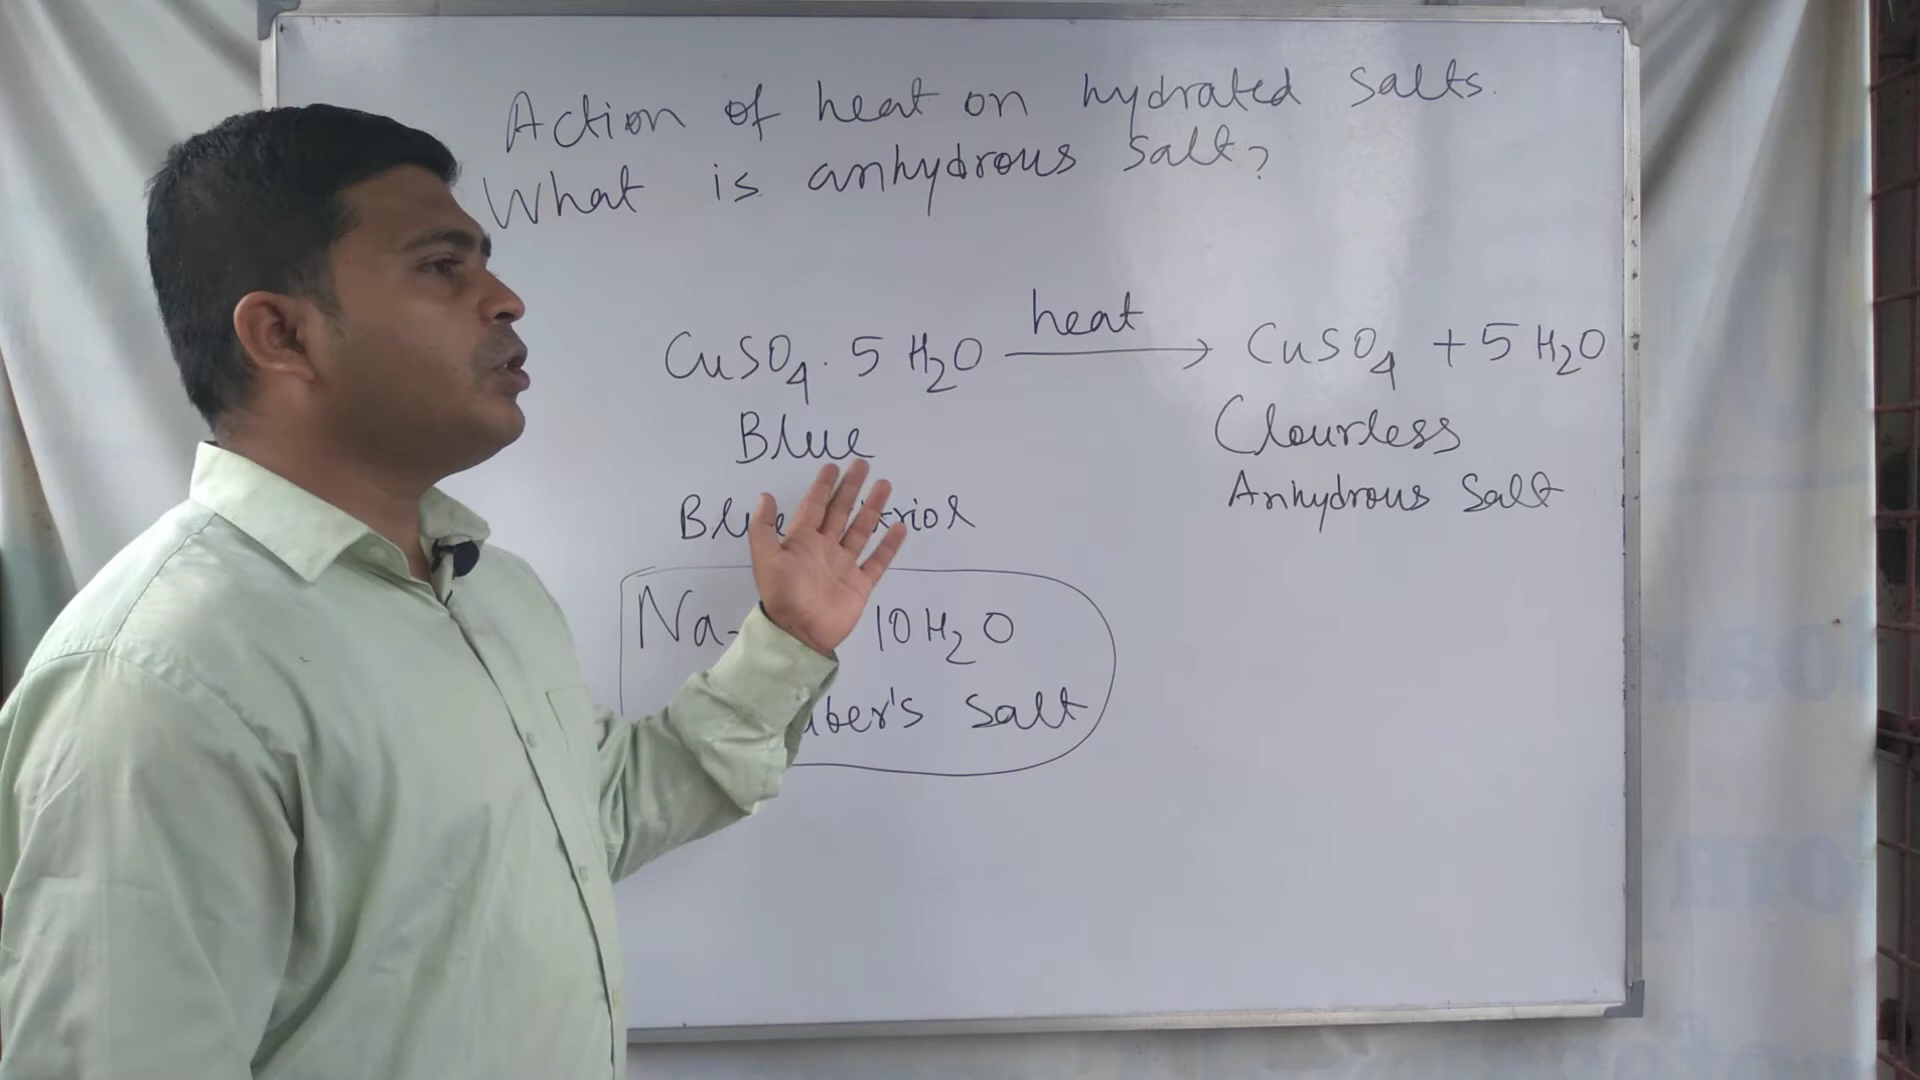 Action of heat on hydrated salts.
What is anhydrous salt?
CuSO₄ . 5 H₂O heat → CuSO₄ + 5 H₂O
Blue Clourless
Anhydrous Salt
10 H₂O
Salt